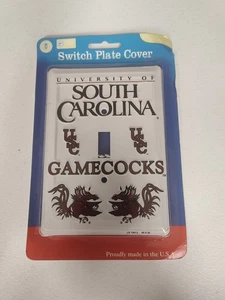 Switch Plate Cover
UNIVERSITY OF
SOUTH
CAROLINA
USC USC
GAMECOCKS
Proudly made in the U.S.